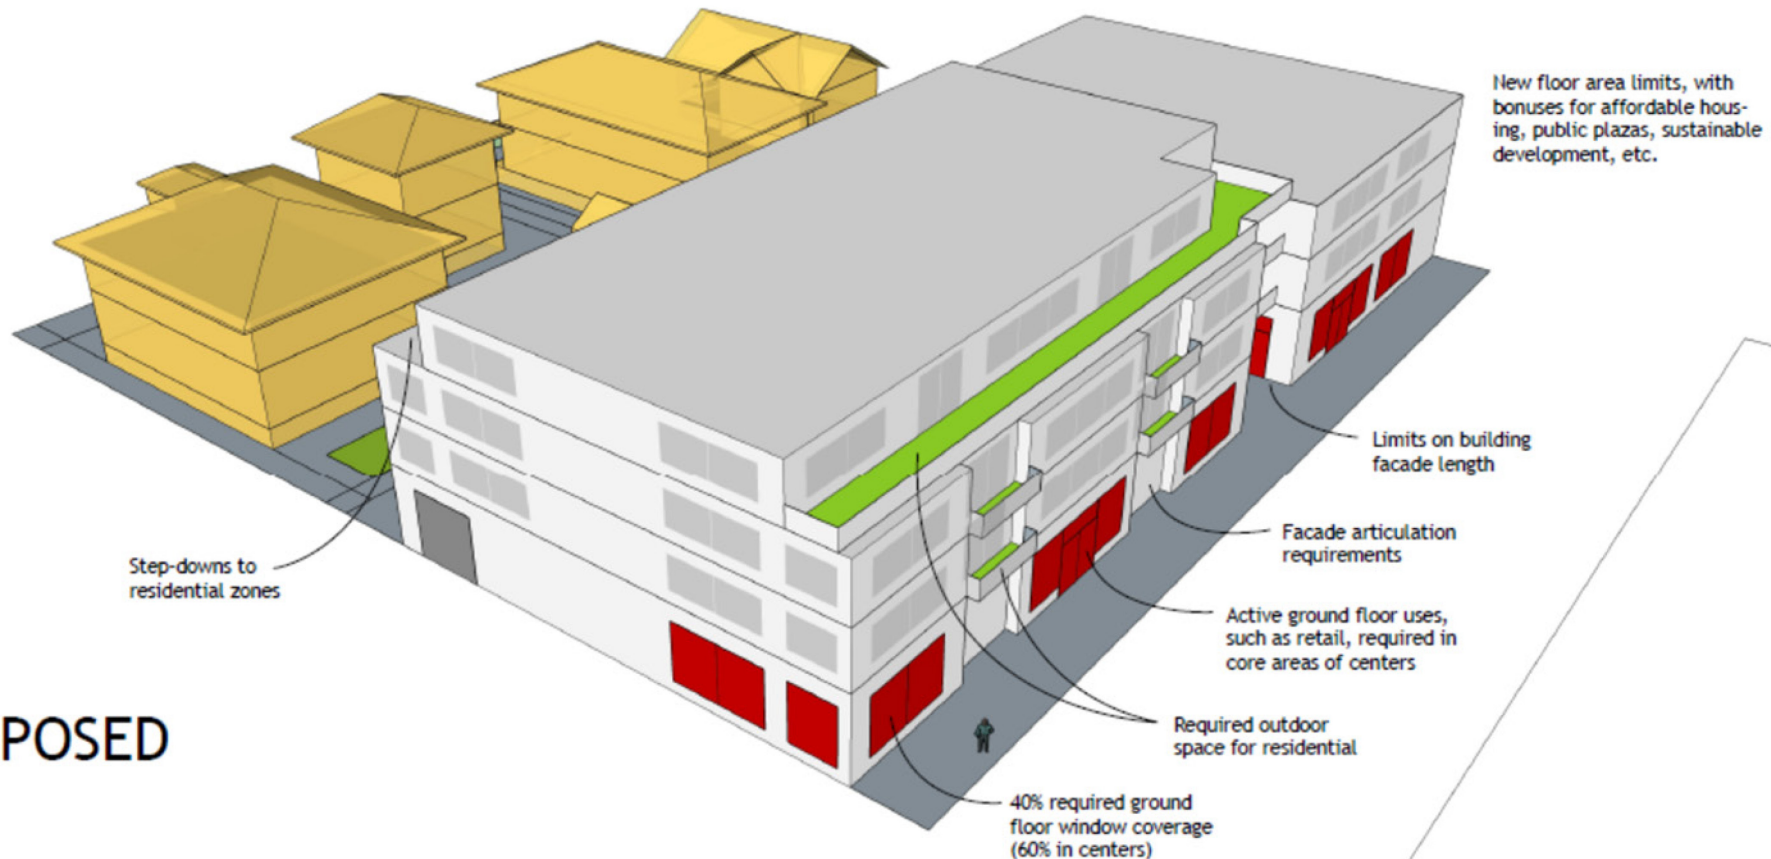 New floor area limits, with
bonuses for affordable hous-
ing, public plazas, sustainable
development, etc.
Limits on building
facade length
Facade articulation
requirements
Step-downs to
residential zones
Active ground floor uses,
such as retail, required in
core areas of centers
Required outdoor
space for residential
POSED
40% required ground
floor window coverage
(60% in centers)